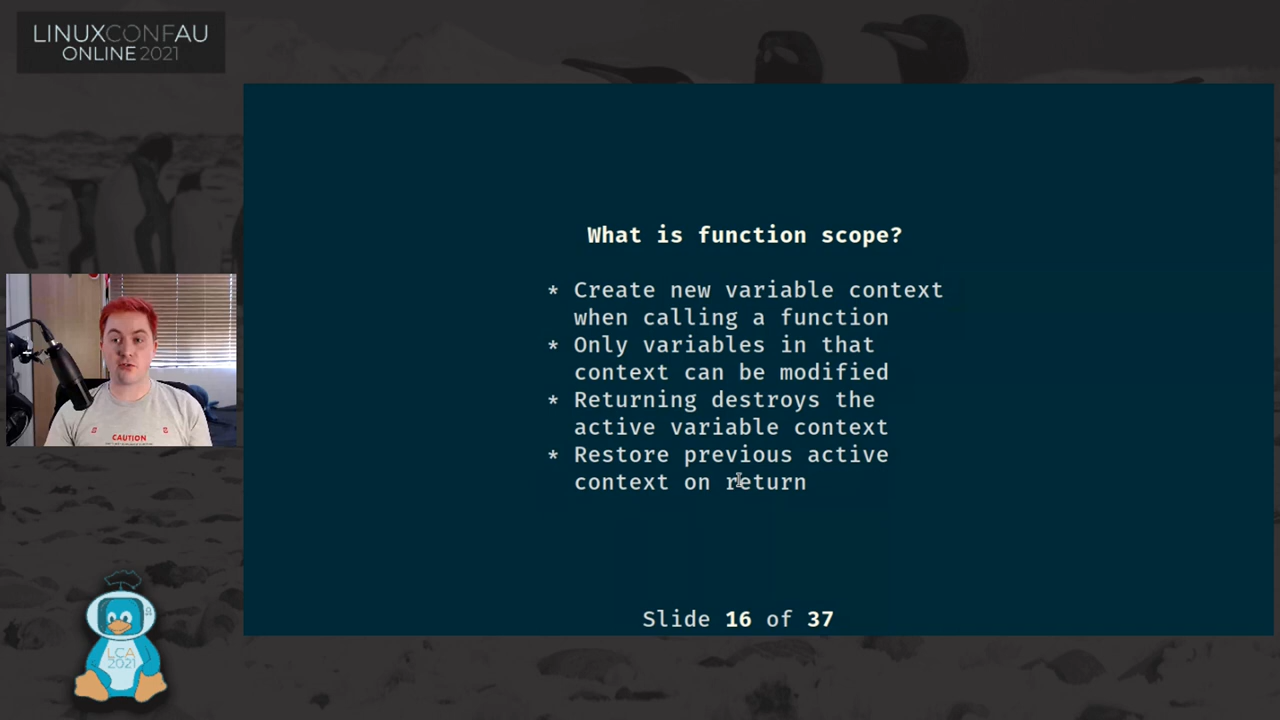 LINUXCONFAU
ONLINE 2021
What is function scope?
* Create new variable context
when calling a function
* Only variables in that
context can be modified
* Returning destroys the
active variable context
* Restore previous active
context on return
Slide 16 of 37
CAUTION
LCA
2021